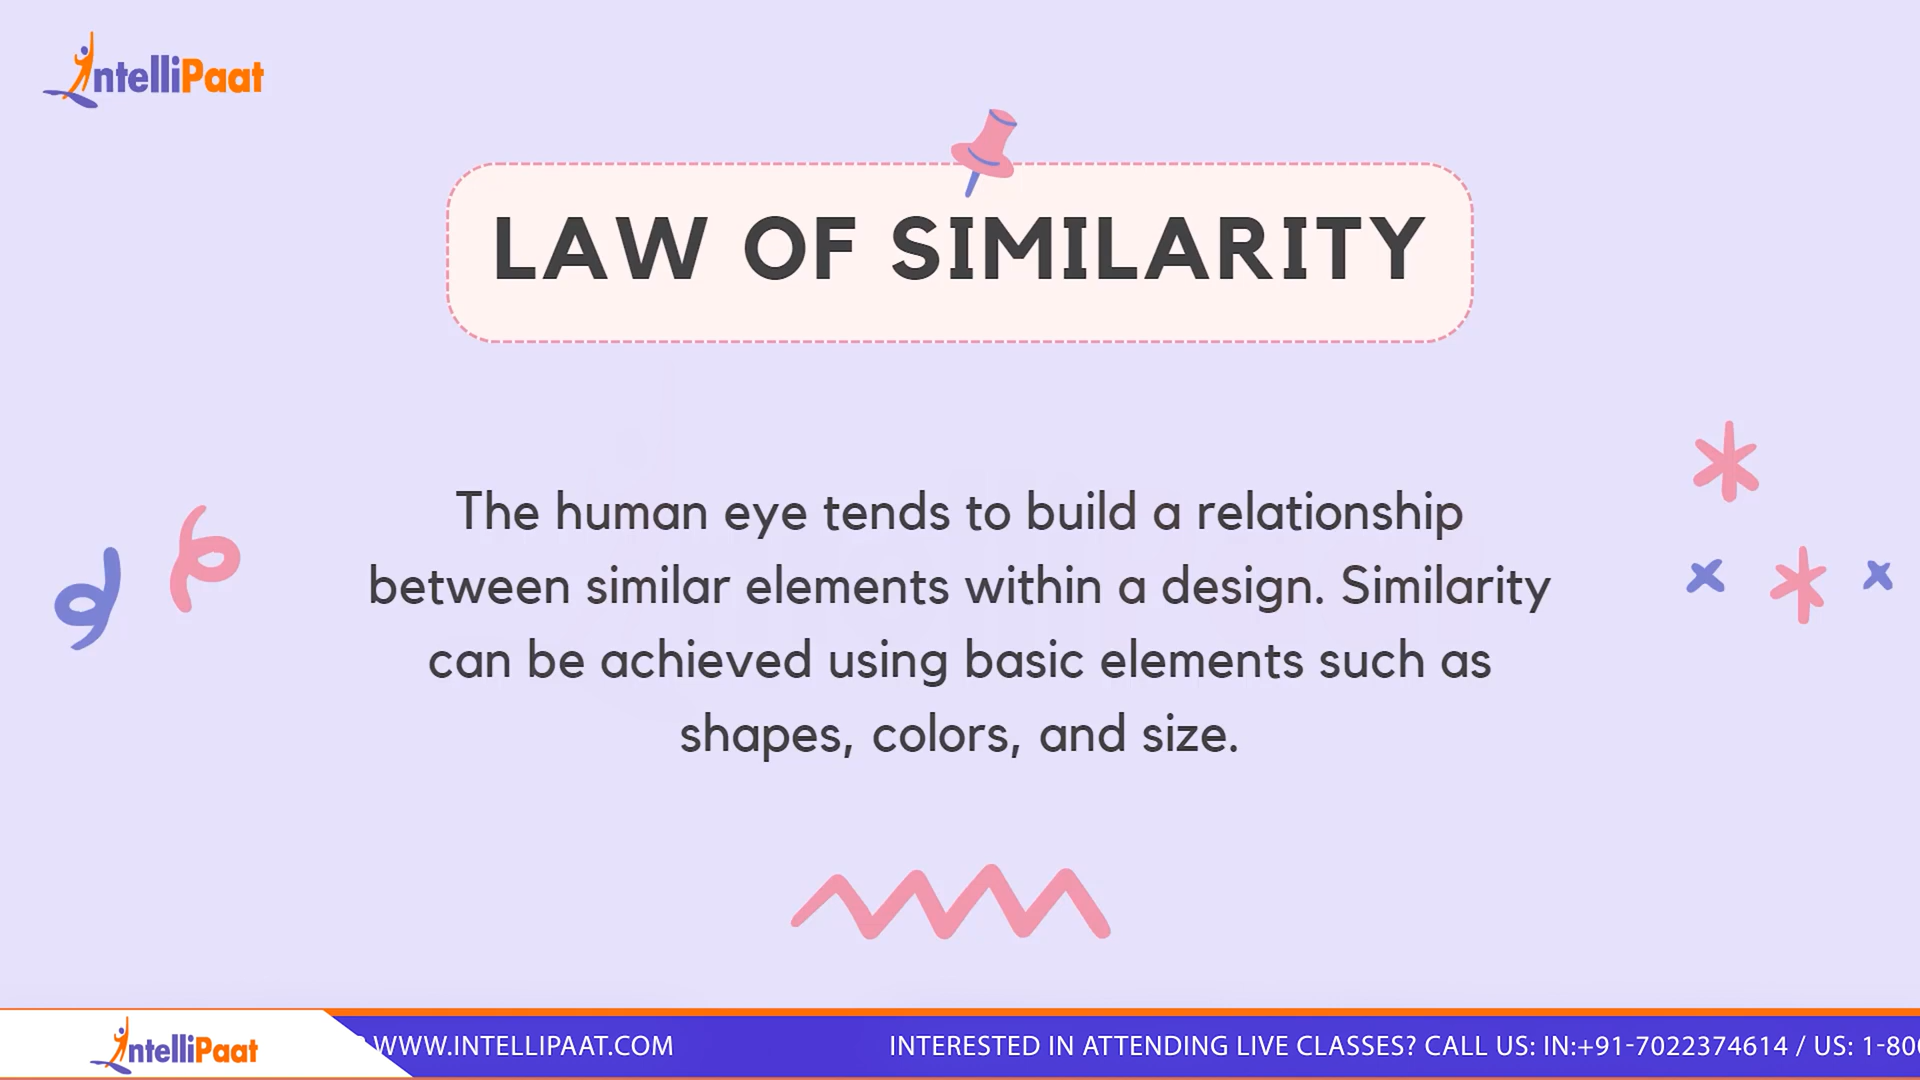 IntelliPaat
LAW OF SIMILARITY
The human eye tends to build a relationship
between similar elements within a design. Similarity
can be achieved using basic elements such as
shapes, colors, and size.
IntelliPaat
WWW.INTELLIPAAT.COM
INTERESTED IN ATTENDING LIVE CLASSES? CALL US: IN:+91-7022374614 / US: 1-80